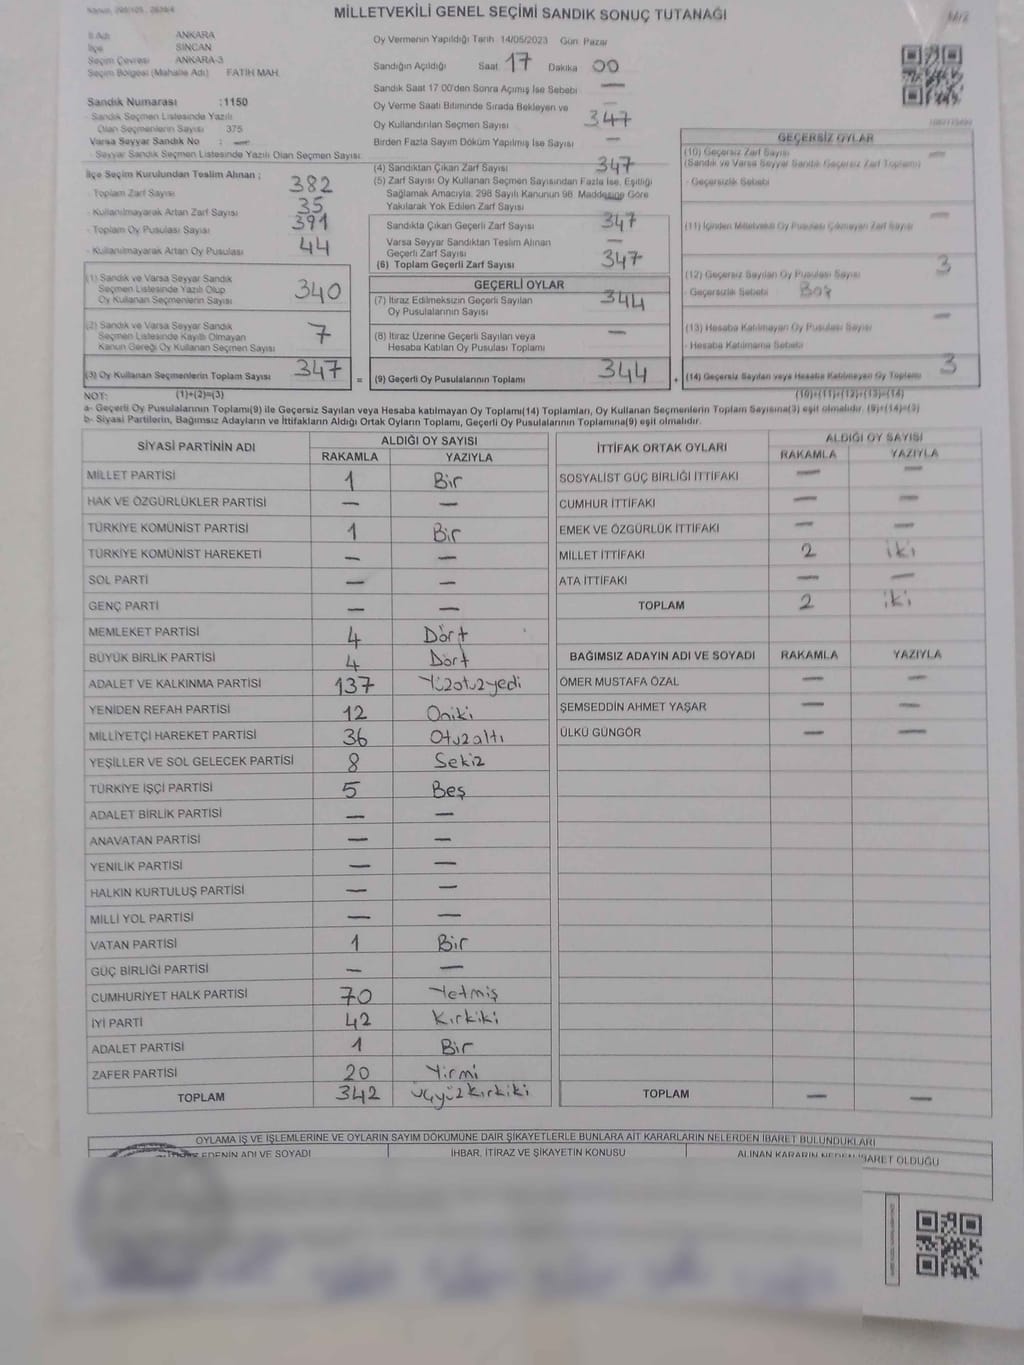 MİLLETVEKİLİ GENEL SEÇİMİ SANDIK SONUÇ TUTANAĞI
İl Adı ANKARA
İlçe SİNCAN
Seçim Çevresi ANKARA-3
Seçim Bölgesi (Mahalle Adı) FATİH MAH.
Sandık Numarası :1150
- Sandık Seçmen Listesinde Yazılı
Olan Seçmenlerin Sayısı 375
Varsa Seyyar Sandık No : —
- Seyyar Sandık Seçmen Listesinde Yazılı Olan Seçmen Sayısı
İlçe Seçim Kurulundan Teslim Alınan ;
- Toplam Zarf Sayısı 382
- Kullanılmayarak Artan Zarf Sayısı 35
- Toplam Oy Pusulası Sayısı 391
- Kullanılmayarak Artan Oy Pusulası 44
(1) Sandık ve Varsa Seyyar Sandık
Seçmen Listesinde Yazılı Olup
Oy Kullanan Seçmenlerin Sayısı 340
(2) Sandık ve Varsa Seyyar Sandık
Seçmen Listesinde Kayıtlı Olmayan
Kanun Gereği Oy Kullanan Seçmen Sayısı 7
(3) Oy Kullanan Seçmenlerin Toplam Sayısı 347 =
Oy Vermenin Yapıldığı Tarih 14/05/2023 Gün Pazar
Sandığın Açıldığı Saat 17 Dakika 00
Sandık Saat 17 00'den Sonra Açımış İse Sebebi —
Oy Verme Saati Bitiminde Sırada Bekleyen ve —
Oy Kullandırılan Seçmen Sayısı 347
Birden Fazla Sayım Döküm Yapılmış İse Sayısı —
(4) Sandıktan Çıkan Zarf Sayısı 347
(5) Zarf Sayısı Oy Kullanan Seçmen Sayısından Fazla İse, Eşitliği
Sağlamak Amacıyla, 298 Sayılı Kanunun 98. Maddesine Göre
Yakılarak Yok Edilen Zarf Sayısı —
Sandıkta Çıkan Geçerli Zarf Sayısı 347
Varsa Seyyar Sandıktan Teslim Alınan
Geçerli Zarf Sayısı —
(6) Toplam Geçerli Zarf Sayısı 347
GEÇERLİ OYLAR
(7) İtiraz Edilmeksizin Geçerli Sayılan
Oy Pusulalarının Sayısı 344
(8) İtiraz Üzerine Geçerli Sayılan veya
Hesaba Katılan Oy Pusulası Toplamı —
(9) Geçerli Oy Pusulalarının Toplamı 344 +
GEÇERSİZ OYLAR
(10) Geçersiz Zarf Sayısı —
(Sandık ve Varsa Seyyar Sandık Geçersiz Zarf Toplamı)
- Geçersizlik Sebebi
(11) İçinden Milletvekili Oy Pusulası Çıkmayan Zarf Sayısı —
(12) Geçersiz Sayılan Oy Pusulası Sayısı 3
- Geçersizlik Sebebi Boş
(13) Hesaba Katılmayan Oy Pusulası Sayısı —
- Hesaba Katılmama Sebebi
(14) Geçersiz Sayılan veya Hesaba Katılmayan Oy Toplamı 3
NOT: (1)+(2)=(3) (10)+(11)+(12)+(13)=(14)
a- Geçerli Oy Pusulalarının Toplamı(9) ile Geçersiz Sayılan veya Hesaba katılmayan Oy Toplamı(14) Toplamları, Oy Kullanan Seçmenlerin Toplam Sayısına(3) eşit olmalıdır. (9)+(14)=(3)
b- Siyasi Partilerin, Bağımsız Adayların ve İttifakların Aldığı Ortak Oyların Toplamı, Geçerli Oy Pusulalarının Toplamına(9) eşit olmalıdır.
SİYASİ PARTİNİN ADI ALDIĞI OY SAYISI
RAKAMLA YAZIYLA
MİLLET PARTİSİ 1 Bir
HAK VE ÖZGÜRLÜKLER PARTİSİ — —
TÜRKİYE KOMÜNİST PARTİSİ 1 Bir
TÜRKİYE KOMÜNİST HAREKETİ — —
SOL PARTİ — —
GENÇ PARTİ — —
MEMLEKET PARTİSİ 4 Dört
BÜYÜK BİRLİK PARTİSİ 4 Dört
ADALET VE KALKINMA PARTİSİ 137 Yüzotuzyedi
YENİDEN REFAH PARTİSİ 12 Oniki
MİLLİYETÇİ HAREKET PARTİSİ 36 Otuzaltı
YEŞİLLER VE SOL GELECEK PARTİSİ 8 Sekiz
TÜRKİYE İŞÇİ PARTİSİ 5 Beş
ADALET BİRLİK PARTİSİ — —
ANAVATAN PARTİSİ — —
YENİLİK PARTİSİ — —
HALKIN KURTULUŞ PARTİSİ — —
MİLLİ YOL PARTİSİ — —
VATAN PARTİSİ 1 Bir
GÜÇ BİRLİĞİ PARTİSİ — —
CUMHURİYET HALK PARTİSİ 70 Yetmiş
İYİ PARTİ 42 Kırkiki
ADALET PARTİSİ 1 Bir
ZAFER PARTİSİ 20 Yirmi
TOPLAM 342 üçyüzkırkiki
İTTİFAK ORTAK OYLARI ALDIĞI OY SAYISI
RAKAMLA YAZIYLA
SOSYALİST GÜÇ BİRLİĞİ İTTİFAKI — —
CUMHUR İTTİFAKI — —
EMEK VE ÖZGÜRLÜK İTTİFAKI — —
MİLLET İTTİFAKI 2 iki
ATA İTTİFAKI — —
TOPLAM 2 iki
BAĞIMSIZ ADAYIN ADI VE SOYADI RAKAMLA YAZIYLA
ÖMER MUSTAFA ÖZAL — —
ŞEMSEDDİN AHMET YAŞAR — —
ÜLKÜ GÜNGÖR — —
TOPLAM — —
OYLAMA İŞ VE İŞLEMLERİNE VE OYLARIN SAYIM DÖKÜMÜNE DAİR ŞİKAYETLERLE BUNLARA AİT KARARLARIN NELERDEN İBARET BULUNDUKLARI
EDENİN ADI VE SOYADI İHBAR, İTİRAZ VE ŞİKAYETİN KONUSU ALINAN KARARIN NEDEN İBARET OLDUĞU